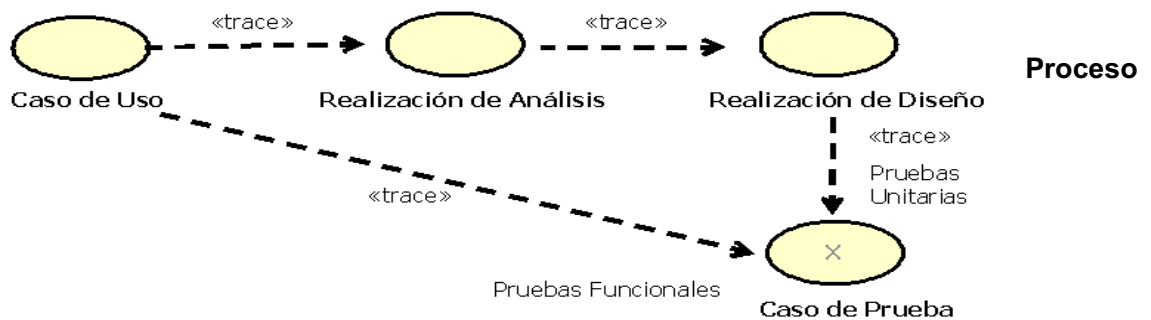 «trace»
«trace»
Proceso
Caso de Uso
Realización de Análisis
Realización de Diseño
«trace»
Pruebas
Unitarias
«trace»
Pruebas Funcionales
Caso de Prueba